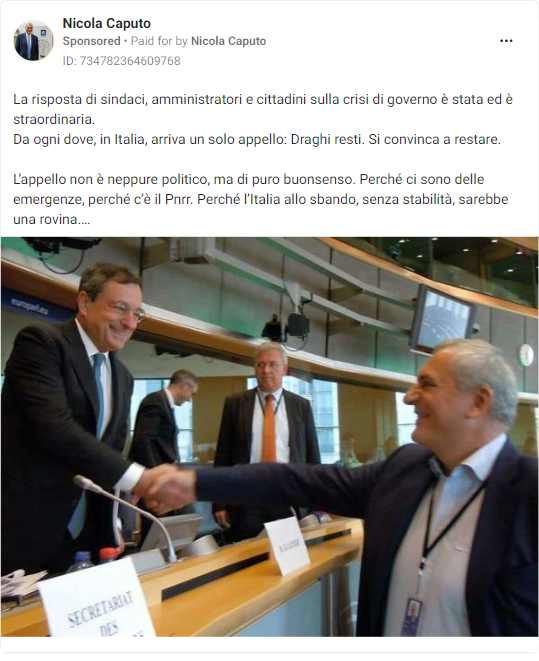 Nicola Caputo
Sponsored • Paid for by Nicola Caputo
ID: 734782364609768
La risposta di sindaci, amministratori e cittadini sulla crisi di governo è stata ed è
straordinaria.
Da ogni dove, in Italia, arriva un solo appello: Draghi resti. Si convinca a restare.
L'appello non è neppure politico, ma di puro buonsenso. Perché ci sono delle
emergenze, perché c'è il Pnrr. Perché l'Italia allo sbando, senza stabilità, sarebbe
una rovina....
europarl.eu
SECRETARIAT
DES